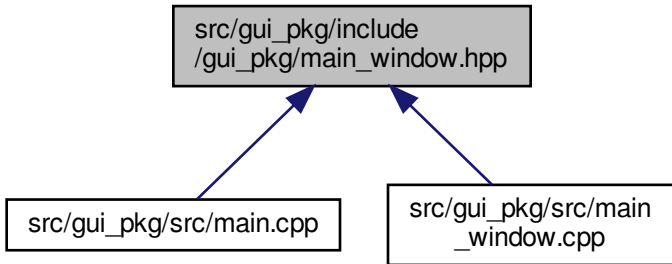 src/gui_pkg/include
/gui_pkg/main_window.hpp
src/gui_pkg/src/main.cpp
src/gui_pkg/src/main
_window.cpp